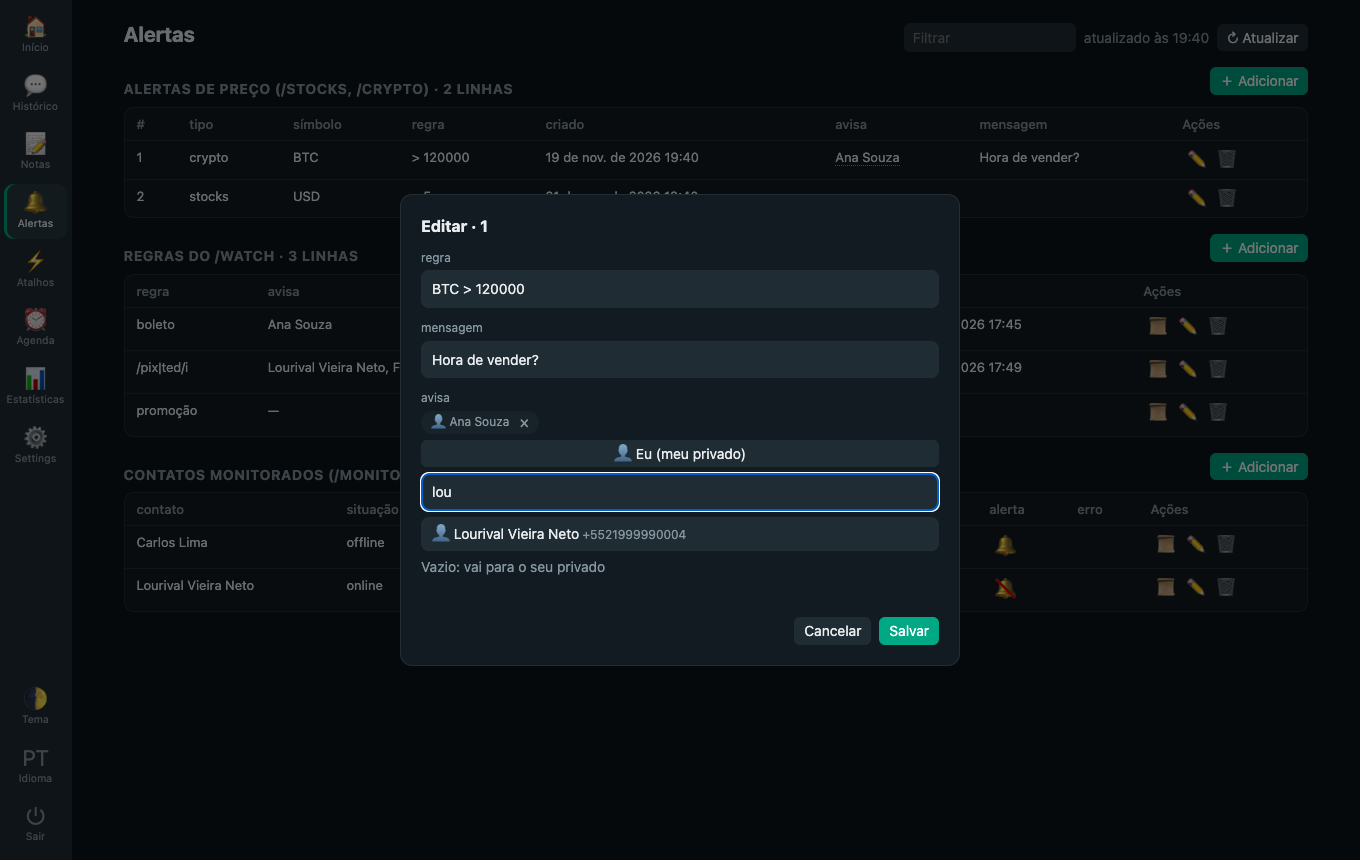 Início
Histórico
Notas
Alertas
Atalhos
Agenda
Estatísticas
Settings
Tema
PT
Idioma
Sair
Alertas
Filtrar
atualizado às 19:40
↻ Atualizar
ALERTAS DE PREÇO (/STOCKS, /CRYPTO) · 2 LINHAS
+ Adicionar
# tipo símbolo regra criado avisa mensagem Ações
1 crypto BTC > 120000 19 de nov. de 2026 19:40 Ana Souza Hora de vender?
2 stocks USD
REGRAS DO /WATCH · 3 LINHAS
+ Adicionar
regra avisa Ações
boleto Ana Souza 026 17:45
/pix|ted/i Lourival Vieira Neto, F 026 17:49
promoção —
CONTATOS MONITORADOS (/MONITO
+ Adicionar
contato situação alerta erro Ações
Carlos Lima offline
Lourival Vieira Neto online
Editar · 1
regra
BTC > 120000
mensagem
Hora de vender?
avisa
Ana Souza ×
Eu (meu privado)
lou
Lourival Vieira Neto +5521999990004
Vazio: vai para o seu privado
Cancelar
Salvar